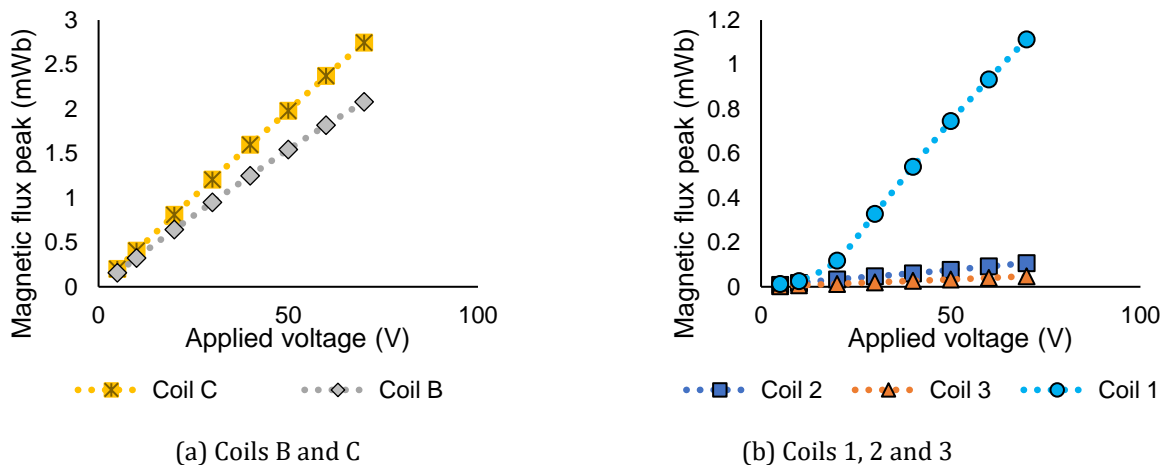 Magnetic flux peak (mWb)
3
2.5
2
1.5
1
0.5
0
0
50
100
Applied voltage (V)
Coil C
Coil B
(a) Coils B and C
Magnetic flux peak (mWb)
1.2
1
0.8
0.6
0.4
0.2
0
0
50
100
Applied voltage (V)
Coil 2
Coil 3
Coil 1
(b) Coils 1, 2 and 3